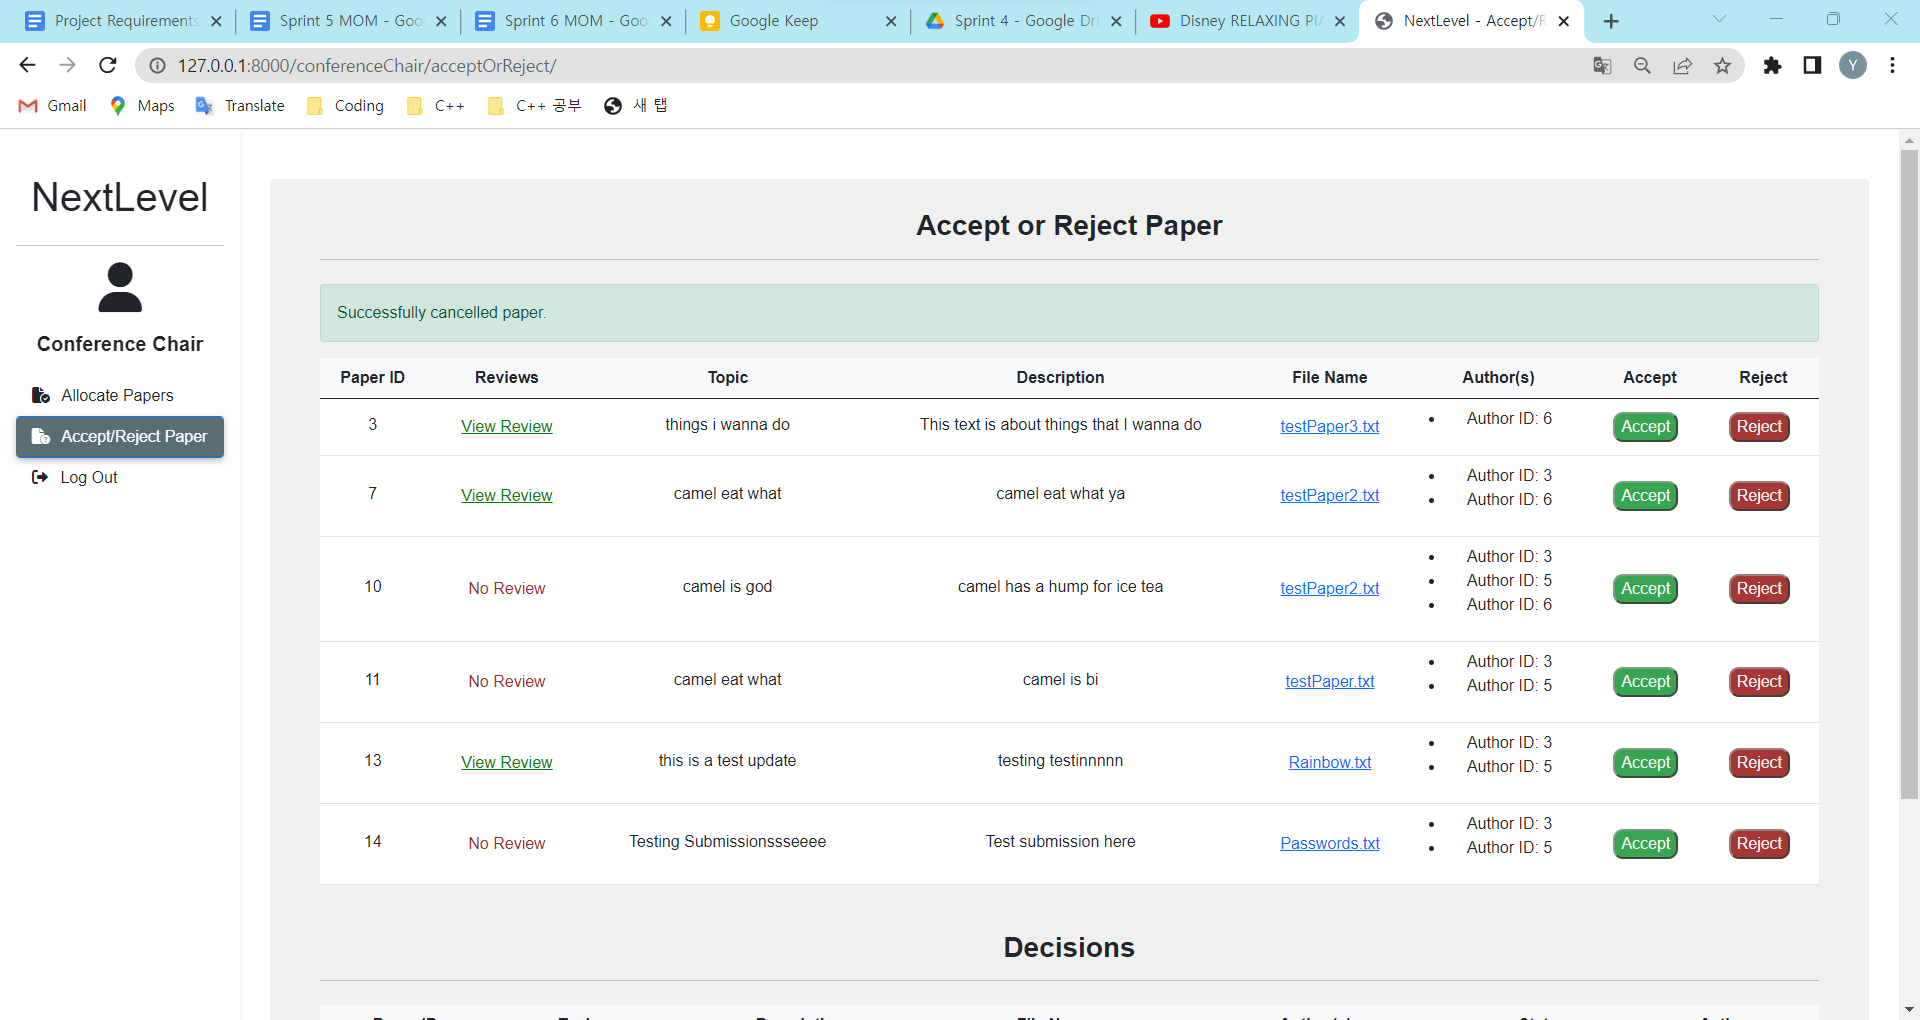 Project Requirements
Sprint 5 MOM - Goo
Sprint 6 MOM - Goo
Google Keep
Sprint 4 - Google Dri
Disney RELAXING PIA
NextLevel - Accept/R
127.0.0.1:8000/conferenceChair/acceptOrReject/
Y
Gmail
Maps
Translate
Coding
C++
C++ 공부
새 탭
NextLevel
Conference Chair
Allocate Papers
Accept/Reject Paper
Log Out
Accept or Reject Paper
Successfully cancelled paper.
Paper ID Reviews Topic Description File Name Author(s) Accept Reject
3 View Review things i wanna do This text is about things that I wanna do testPaper3.txt • Author ID: 6 Accept Reject
7 View Review camel eat what camel eat what ya testPaper2.txt • Author ID: 3 Accept Reject
• Author ID: 6
10 No Review camel is god camel has a hump for ice tea testPaper2.txt • Author ID: 3 Accept Reject
• Author ID: 5
• Author ID: 6
11 No Review camel eat what camel is bi testPaper.txt • Author ID: 3 Accept Reject
• Author ID: 5
13 View Review this is a test update testing testinnnnn Rainbow.txt • Author ID: 3 Accept Reject
• Author ID: 5
14 No Review Testing Submissionssseeee Test submission here Passwords.txt • Author ID: 3 Accept Reject
• Author ID: 5
Decisions